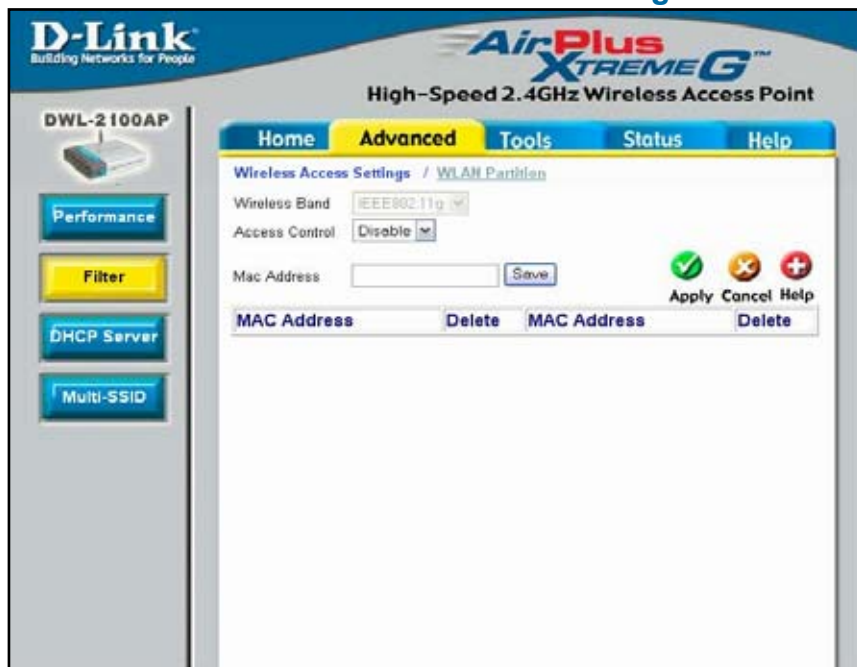 D-Link
Building Networks for People
AirPlus
XTREME G™
High-Speed 2.4GHz Wireless Access Point
DWL-2100AP
Home Advanced Tools Status Help
Wireless Access Settings / WLAN Partition
Performance
Wireless Band IEEE802.11g
Access Control Disable
Filter
Mac Address Save
Apply Cancel Help
MAC Address Delete MAC Address Delete
DHCP Server
Multi-SSID